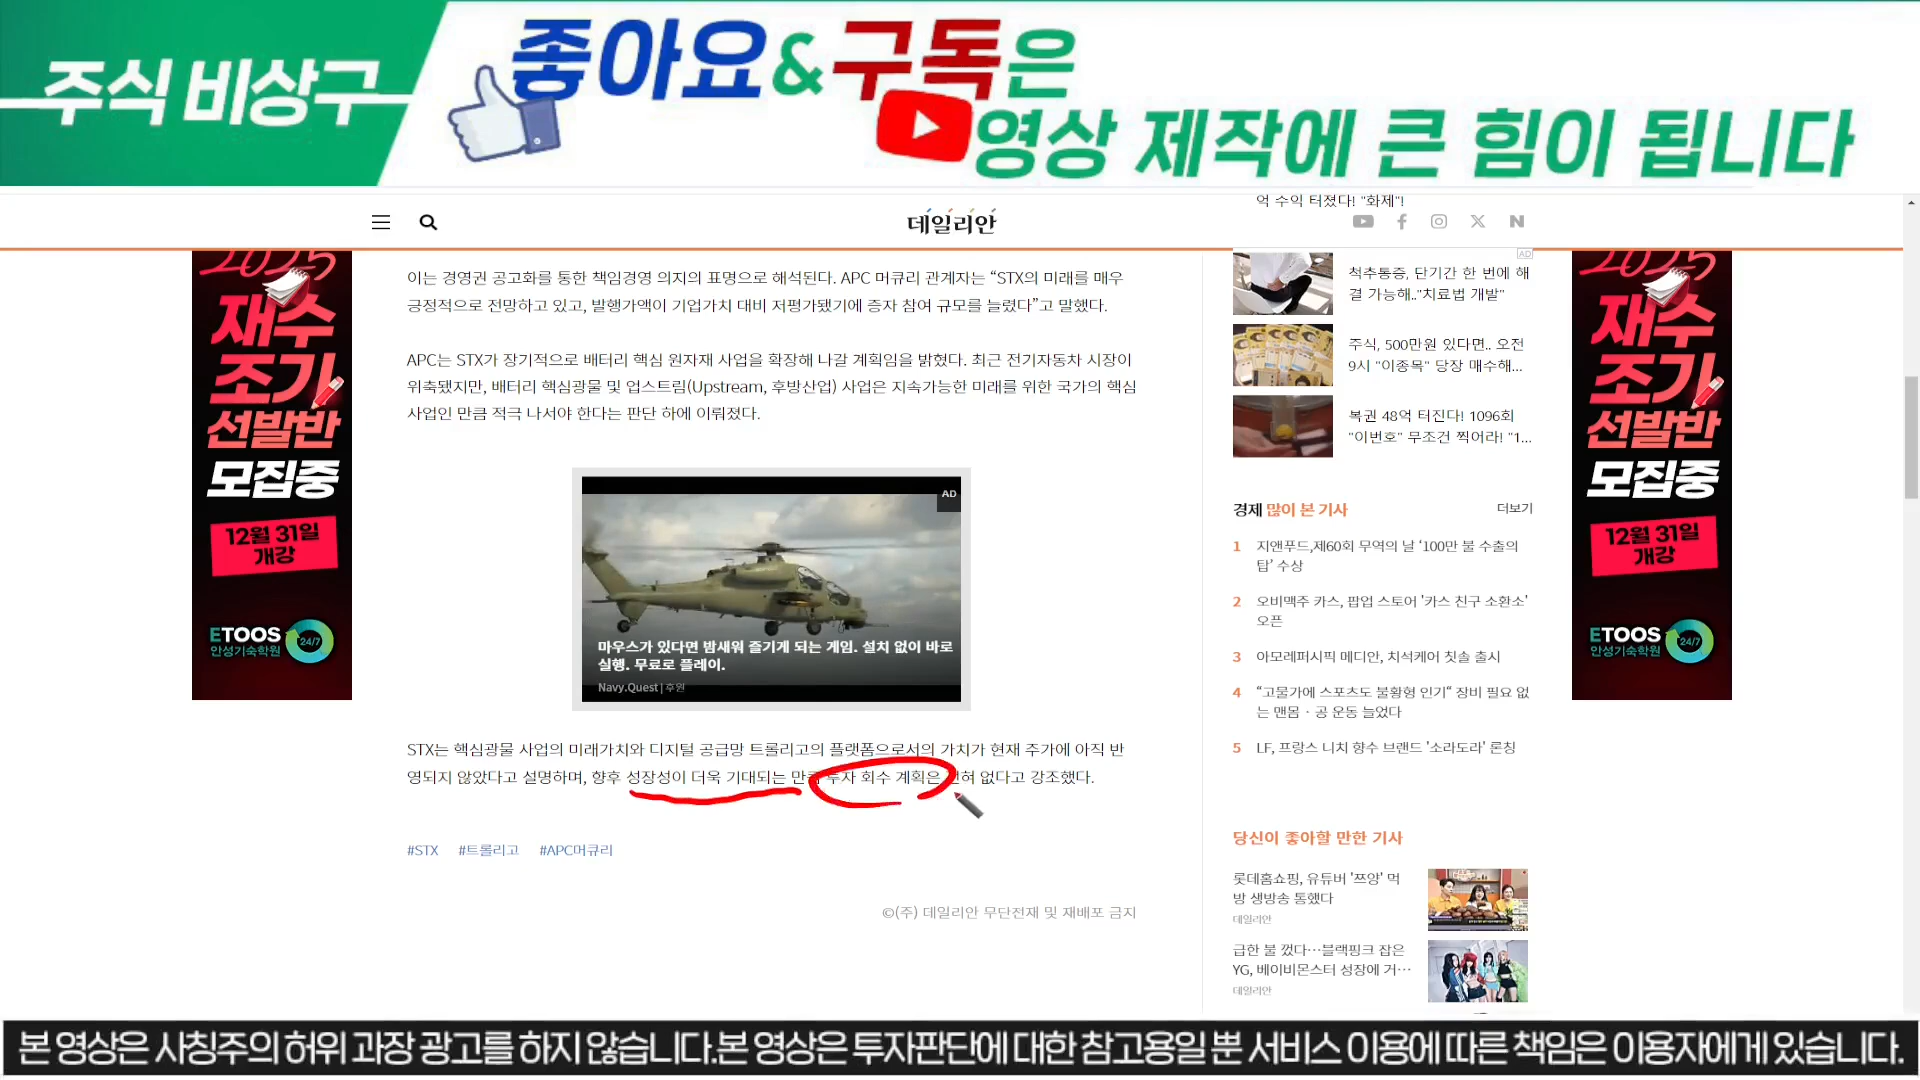 주식 비상구
좋아요&구독은
영상 제작에 큰 힘이 됩니다
억 수익 터졌다! "화제"!
데일리안
2025
재수
조기
선발반
모집중
12월 31일
개강
ETOOS
안성기숙학원
24/7
이는 경영권 공고화를 통한 책임경영 의지의 표명으로 해석된다. APC 머큐리 관계자는 “STX의 미래를 매우
긍정적으로 전망하고 있고, 발행가액이 기업가치 대비 저평가됐기에 증자 참여 규모를 늘렸다”고 말했다.
APC는 STX가 장기적으로 배터리 핵심 원자재 사업을 확장해 나갈 계획임을 밝혔다. 최근 전기자동차 시장이
위축됐지만, 배터리 핵심광물 및 업스트림(Upstream, 후방산업) 사업은 지속가능한 미래를 위한 국가의 핵심
사업인 만큼 적극 나서야 한다는 판단 하에 이뤄졌다.
AD
마우스가 있다면 밤새워 즐기게 되는 게임. 설치 없이 바로
실행. 무료로 플레이.
Navy.Quest | 후원
STX는 핵심광물 사업의 미래가치와 디지털 공급망 트롤리고의 플랫폼으로서의 가치가 현재 주가에 아직 반
영되지 않았다고 설명하며, 향후 성장성이 더욱 기대되는 만큼 투자 회수 계획은 전혀 없다고 강조했다.
#STX #트롤리고 #APC머큐리
©(주) 데일리안 무단전재 및 재배포 금지
AD
척추통증, 단기간 한 번에 해
결 가능해.."치료법 개발"
주식, 500만원 있다면.. 오전
9시 "이종목" 당장 매수해...
복권 48억 터진다! 1096회
"이번호" 무조건 찍어라! "1...
경제 많이 본 기사 더보기
1 지앤푸드,제60회 무역의 날 ‘100만 불 수출의
탑’ 수상
2 오비맥주 카스, 팝업 스토어 '카스 친구 소환소'
오픈
3 아모레퍼시픽 메디안, 치석케어 칫솔 출시
4 “고물가에 스포츠도 불황형 인기“ 장비 필요 없
는 맨몸ㆍ공 운동 늘었다
5 LF, 프랑스 니치 향수 브랜드 '소라도라' 론칭
당신이 좋아할 만한 기사
롯데홈쇼핑, 유튜버 '쯔양' 먹
방 생방송 통했다
데일리안
급한 불 껐다…블랙핑크 잡은
YG, 베이비몬스터 성장에 거…
데일리안
2025
재수
조기
선발반
모집중
12월 31일
개강
ETOOS
안성기숙학원
24/7
본 영상은 사칭주의 허위 과장 광고를 하지 않습니다.본 영상은 투자판단에 대한 참고용일 뿐 서비스 이용에 따른 책임은 이용자에게 있습니다.